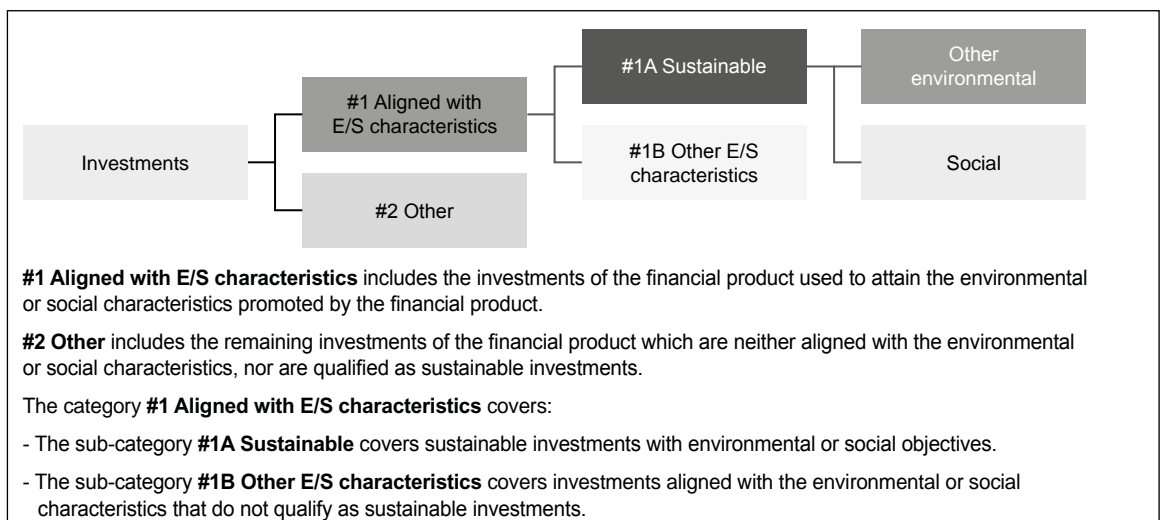 Investments
#1 Aligned with
E/S characteristics
#2 Other
#1A Sustainable
#1B Other E/S
characteristics
Other
environmental
Social
#1 Aligned with E/S characteristics includes the investments of the financial product used to attain the environmental
or social characteristics promoted by the financial product.
#2 Other includes the remaining investments of the financial product which are neither aligned with the environmental
or social characteristics, nor are qualified as sustainable investments.
The category #1 Aligned with E/S characteristics covers:
- The sub-category #1A Sustainable covers sustainable investments with environmental or social objectives.
- The sub-category #1B Other E/S characteristics covers investments aligned with the environmental or social
characteristics that do not qualify as sustainable investments.